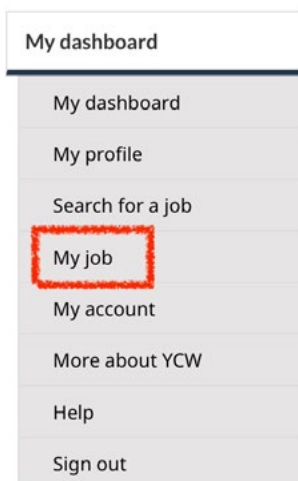 My dashboard
My dashboard
My profile
Search for a job
My job
My account
More about YCW
Help
Sign out